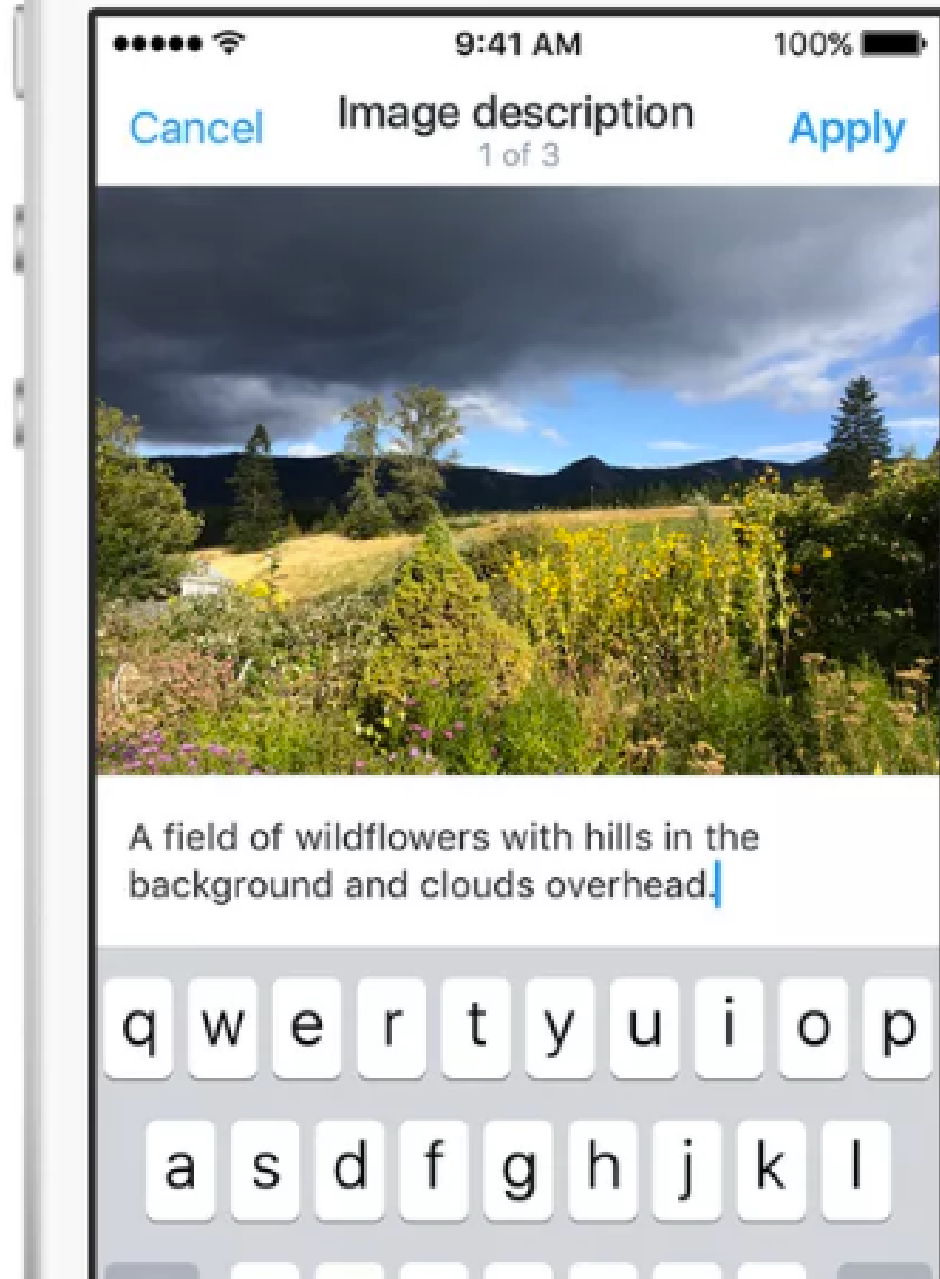 9:41 AM 100%
Cancel Image description Apply
1 of 3
A field of wildflowers with hills in the
background and clouds overhead.
q w e r t y u i o p
a s d f g h j k l